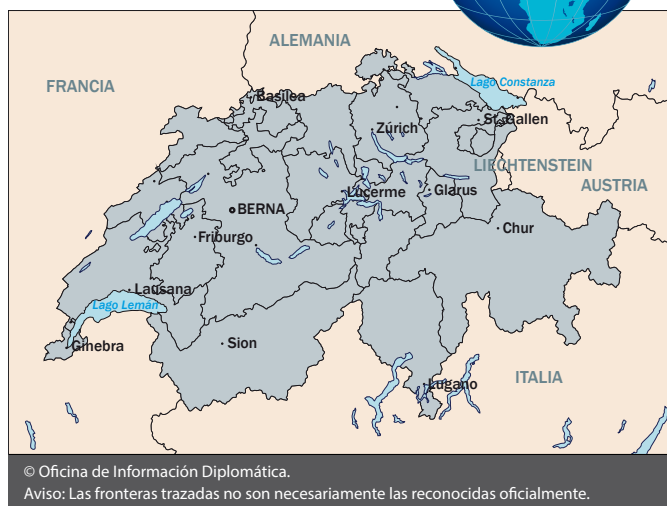 ALEMANIA
FRANCIA
Lago Constanza
Basilea
St. Gallen
Zúrich
LIECHTENSTEIN
AUSTRIA
Lucerme
Glarus
BERNA
Chur
Friburgo
Lausana
Lago Lemán
Ginebra
Sion
ITALIA
Lugano
© Oficina de Información Diplomática.
Aviso: Las fronteras trazadas no son necesariamente las reconocidas oficialmente.